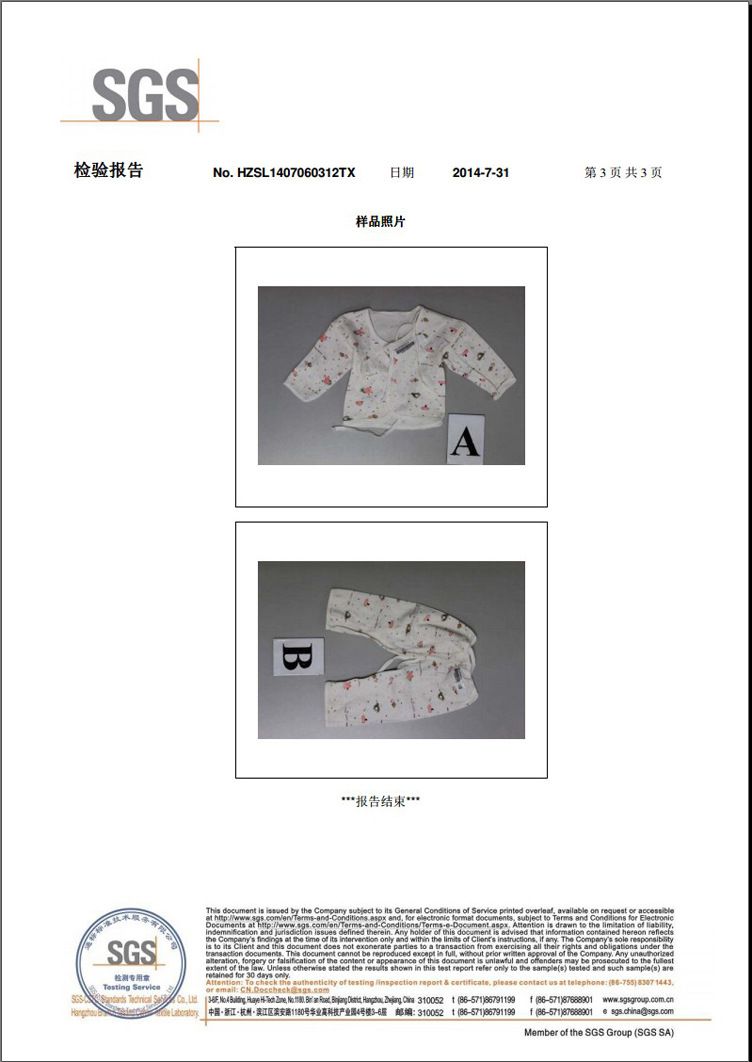 SGS
检验报告 No. HZSL1407060312TX 日期 2014-7-31 第 3 页 共 3 页
样品照片
A
B
***报告结束***
通标标准技术服务有限公司
SGS
检测专用章
Testing Service
SGS-CSTC Standards Technical Services Co., Ltd.
This document is issued by the Company subject to its General Conditions of Service printed overleaf, available on request or accessible
at http://www.sgs.com/en/Terms-and-Conditions.aspx and, for electronic format documents, subject to Terms and Conditions for Electronic
Documents at http://www.sgs.com/en/Terms-and-Conditions/Terms-e-Document.aspx. Attention is drawn to the limitation of liability,
indemnification and jurisdiction issues defined therein. Any holder of this document is advised that information contained hereon reflects
the Company's findings at the time of its intervention only and within the limits of Client's instructions, if any. The Company's sole responsibility
is to its Client and this document does not exonerate parties to a transaction from exercising all their rights and obligations under the
transaction documents. This document cannot be reproduced except in full, without prior written approval of the Company. Any unauthorized
alteration, forgery or falsification of the content or appearance of this document is unlawful and offenders may be prosecuted to the fullest
extent of the law. Unless otherwise stated the results shown in this test report refer only to the sample(s) tested and such sample(s) are
retained for 30 days only.
Attention: To check the authenticity of testing /inspection report & certificate, please contact us at telephone: (86-755) 83071443,
or email: CN.Doccheck@sgs.com
3-6/F, No.4 Building, Huaye Hi-Tech Zone, No.1180, Bin'an Road, Binjiang District, Hangzhou, Zhejiang, China 310052 t (86–571)86791199 f (86–571)87688901 www.sgsgroup.com.cn
中国 · 浙江 · 杭州 · 滨江区滨安路1180号华业高科技产业园4号楼3–6层 邮编: 310052 t (86–571)86791199 f (86–571)87688901 e sgs.china@sgs.com
Member of the SGS Group (SGS SA)